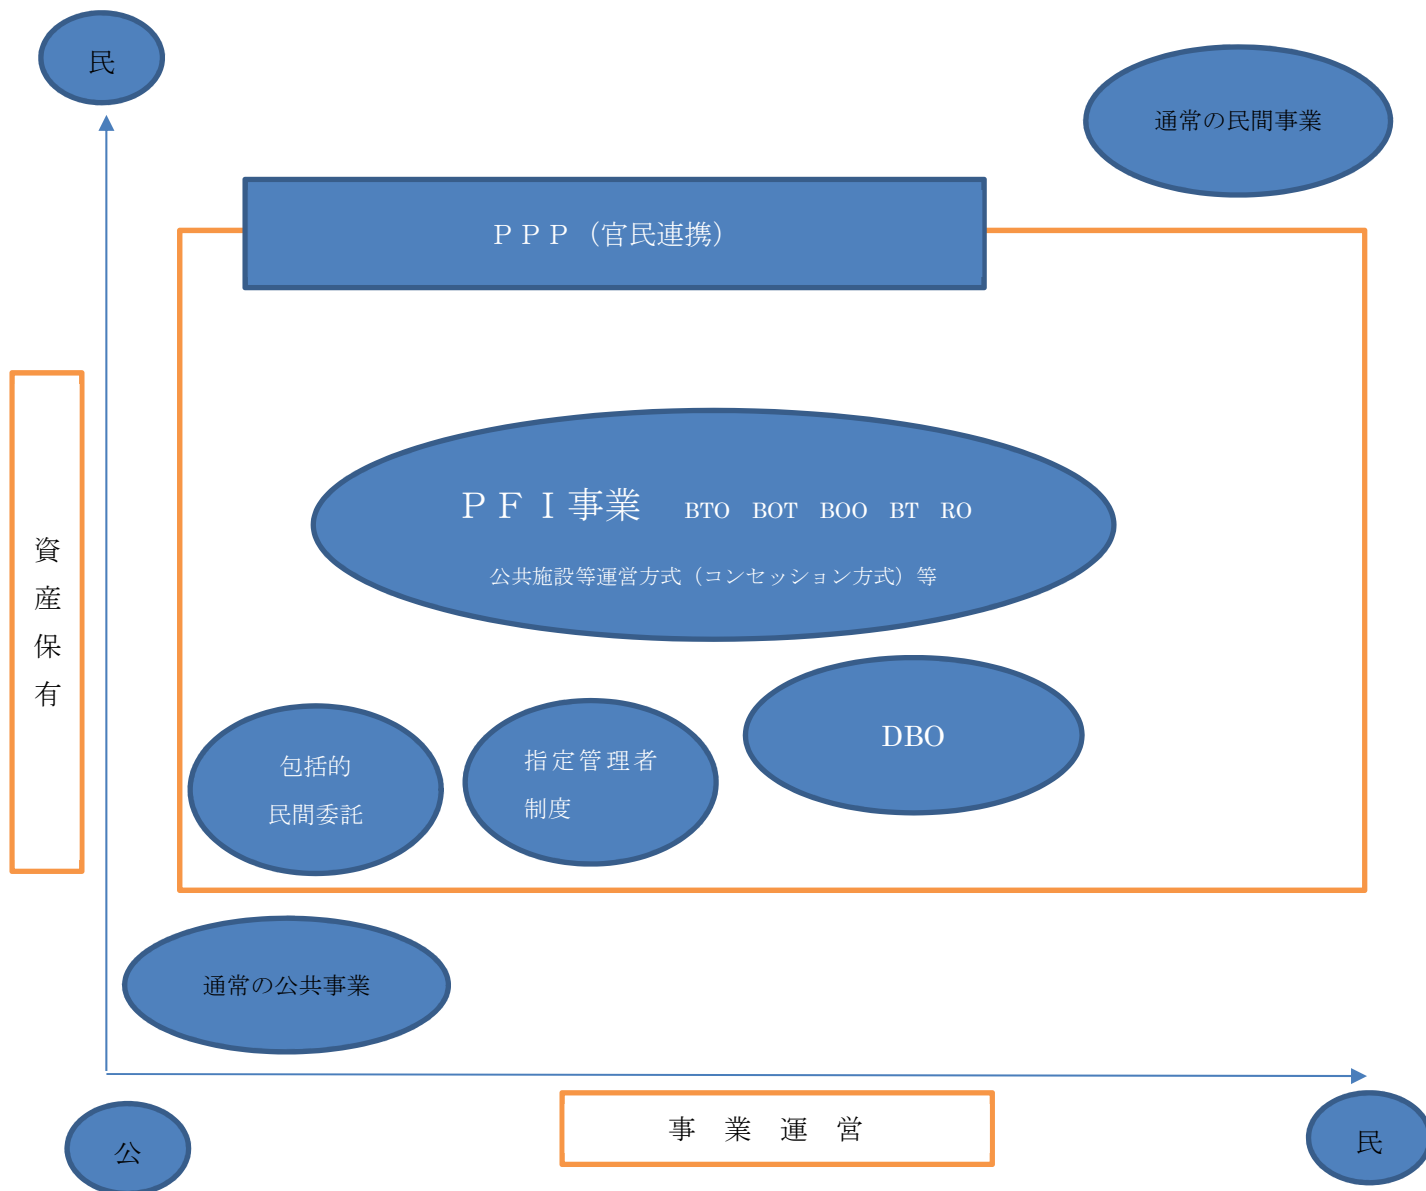 民
通常の民間事業
ＰＰＰ（官民連携）
ＰＦＩ事業　BTO　BOT　BOO　BT　RO
公共施設等運営方式（コンセッション方式）等
資産保有
DBO
包括的
民間委託
指定管理者
制度
通常の公共事業
事　業　運　営
公
民